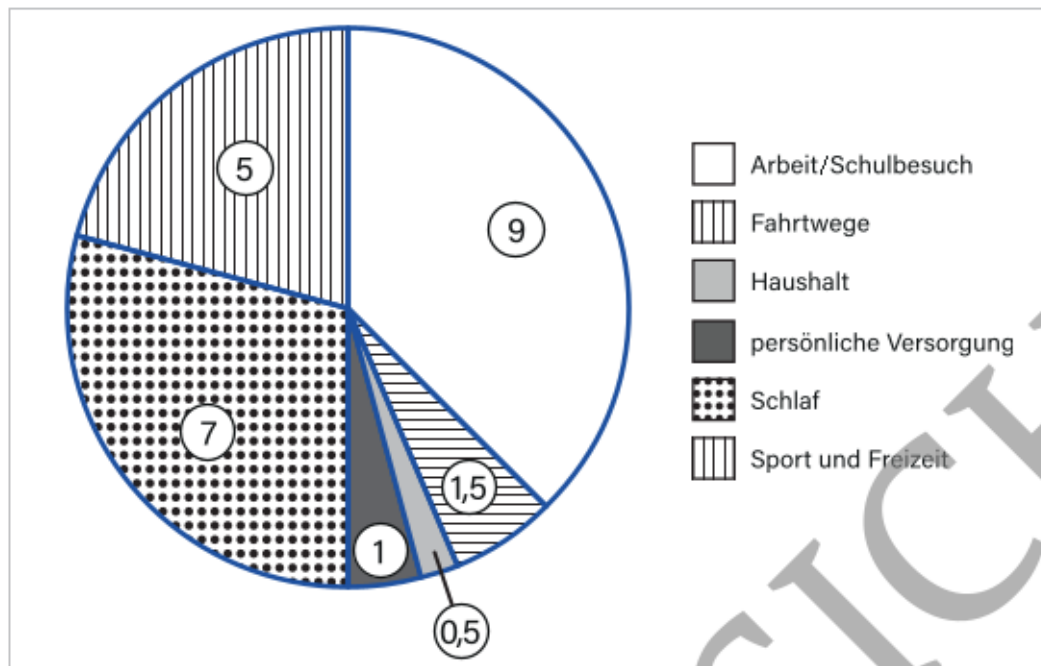 5
9
7
1,5
1
0,5
Arbeit/Schulbesuch
Fahrtwege
Haushalt
persönliche Versorgung
Schlaf
Sport und Freizeit